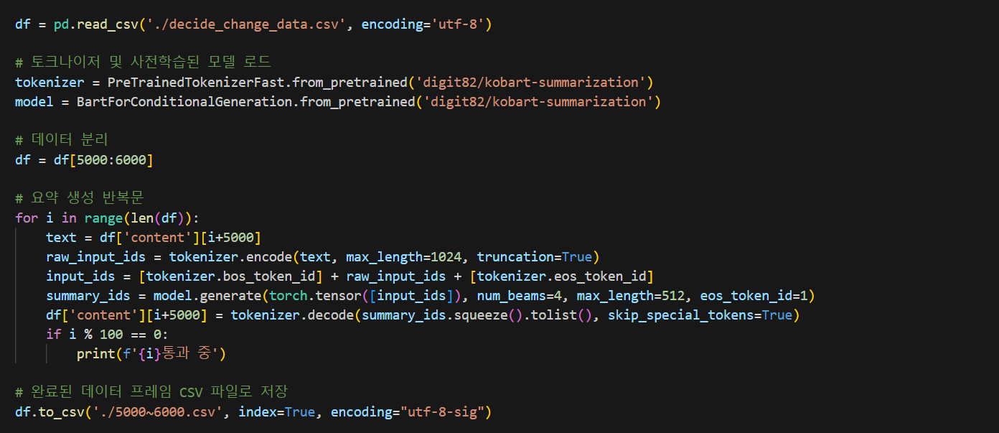 df = pd.read_csv('./decide_change_data.csv', encoding='utf-8')
# 토크나이저 및 사전학습된 모델 로드
tokenizer = PreTrainedTokenizerFast.from_pretrained('digit82/kobart-summarization')
model = BartForConditionalGeneration.from_pretrained('digit82/kobart-summarization')
# 데이터 분리
df = df[5000:6000]
# 요약 생성 반복문
for i in range(len(df)):
    text = df['content'][i+5000]
    raw_input_ids = tokenizer.encode(text, max_length=1024, truncation=True)
    input_ids = [tokenizer.bos_token_id] + raw_input_ids + [tokenizer.eos_token_id]
    summary_ids = model.generate(torch.tensor([input_ids]), num_beams=4, max_length=512, eos_token_id=1)
    df['content'][i+5000] = tokenizer.decode(summary_ids.squeeze().tolist(), skip_special_tokens=True)
    if i % 100 == 0:
        print(f'{i}통과 중')
# 완료된 데이터 프레임 CSV 파일로 저장
df.to_csv('./5000~6000.csv', index=True, encoding="utf-8-sig")